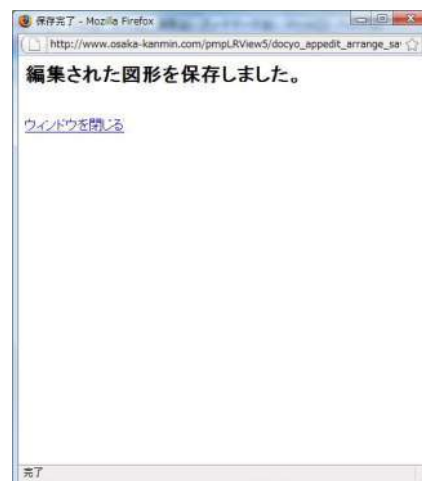 保存完了 - Mozilla Firefox
http://www.osaka-kanmin.com/pmpLRView5/docyo_appedit_arrange_sa
編集された図形を保存しました。
ウィンドウを閉じる
完了